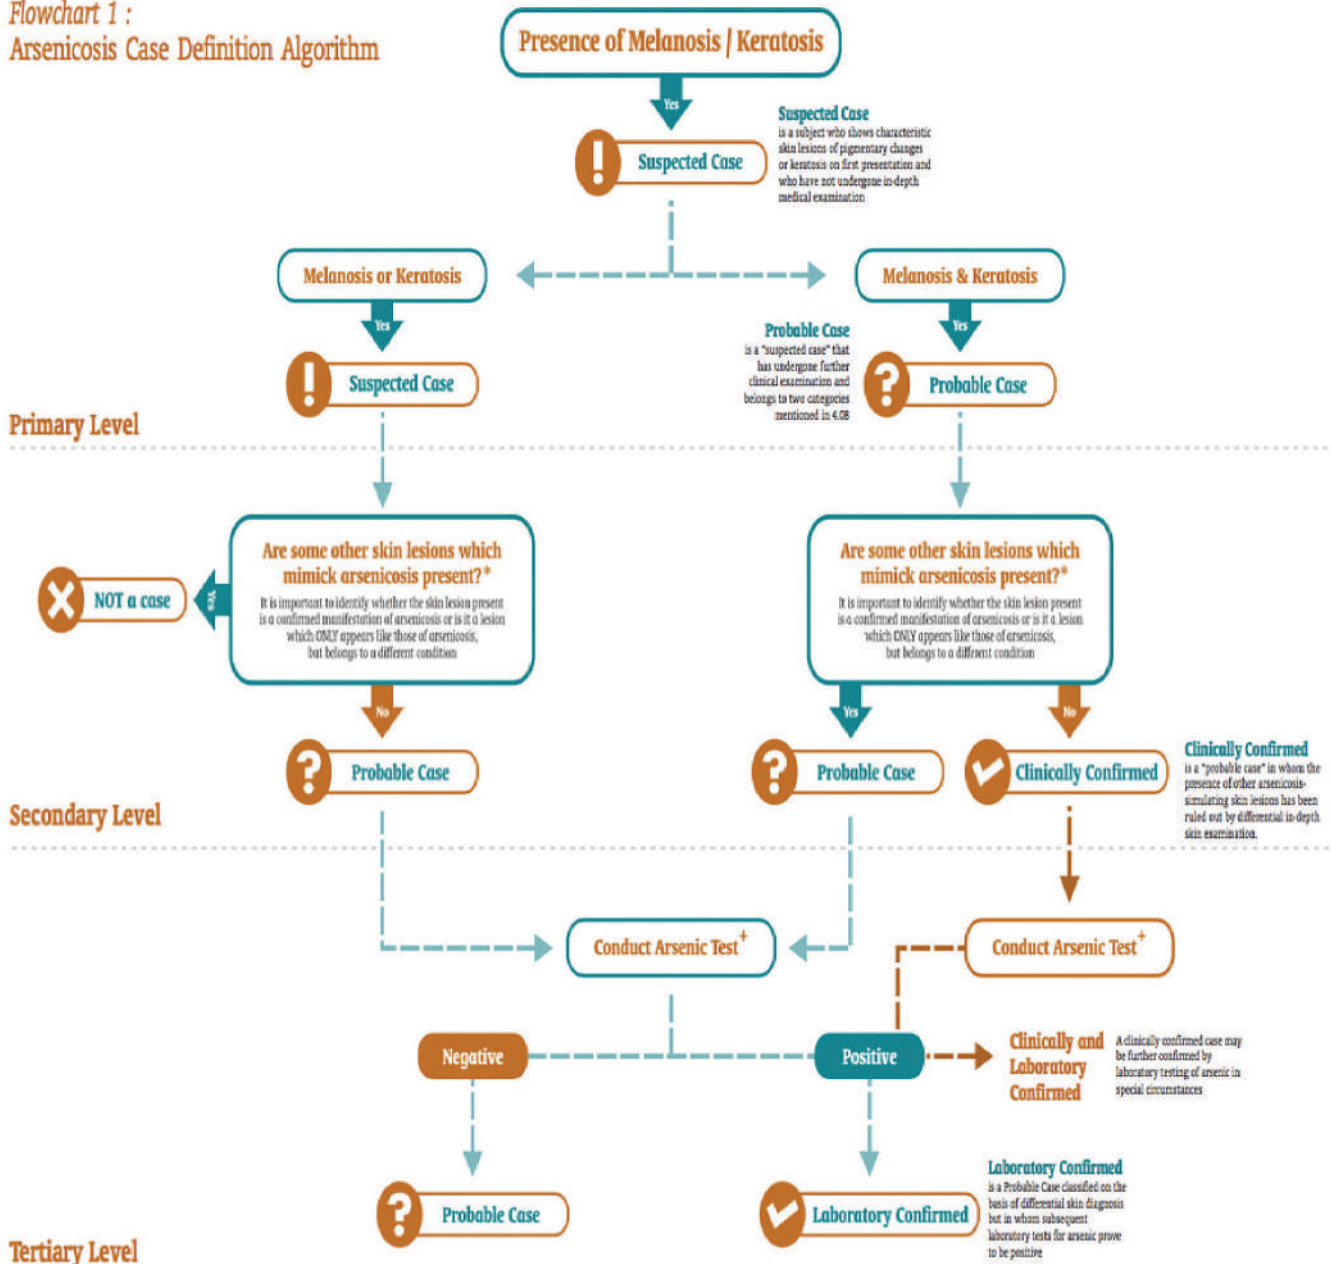 Flowchart 1 :
Arsenicosis Case Definition Algorithm
Presence of Melanosis / Keratosis
Yes
Suspected Case
Suspected Case
is a subject who shows characteristic
skin lesions of pigmentary changes
or keratosis on first presentation and
who have not undergone in-depth
medical examination
Melanosis or Keratosis
Melanosis & Keratosis
Yes
Yes
Probable Case
is a "suspected case" that
has undergone further
clinical examination and
belongs to two categories
mentioned in 4.08
Suspected Case
Probable Case
Primary Level
Are some other skin lesions which
mimick arsenicosis present?*
It is important to identify whether the skin lesion present
is a confirmed manifestation of arsenicosis or is it a lesion
which ONLY appears like those of arsenicosis,
but belongs to a different condition
Yes
NOT a case
No
Probable Case
Are some other skin lesions which
mimick arsenicosis present?*
It is important to identify whether the skin lesion present
is a confirmed manifestation of arsenicosis or is it a lesion
which ONLY appears like those of arsenicosis,
but belongs to a different condition
Yes
No
Probable Case
Clinically Confirmed
Clinically Confirmed
is a "probable case" in whom the
presence of other arsenicosis-
simulating skin lesions has been
ruled out by differential in-depth
skin examination.
Secondary Level
Conduct Arsenic Test+
Conduct Arsenic Test+
Negative
Positive
Clinically and
Laboratory
Confirmed
A clinically confirmed case may
be further confirmed by
laboratory testing of arsenic in
special circumstances
Probable Case
Laboratory Confirmed
Laboratory Confirmed
is a Probable Case classified on the
basis of differential skin diagnosis
but in whom subsequent
laboratory tests for arsenic prove
to be positive
Tertiary Level